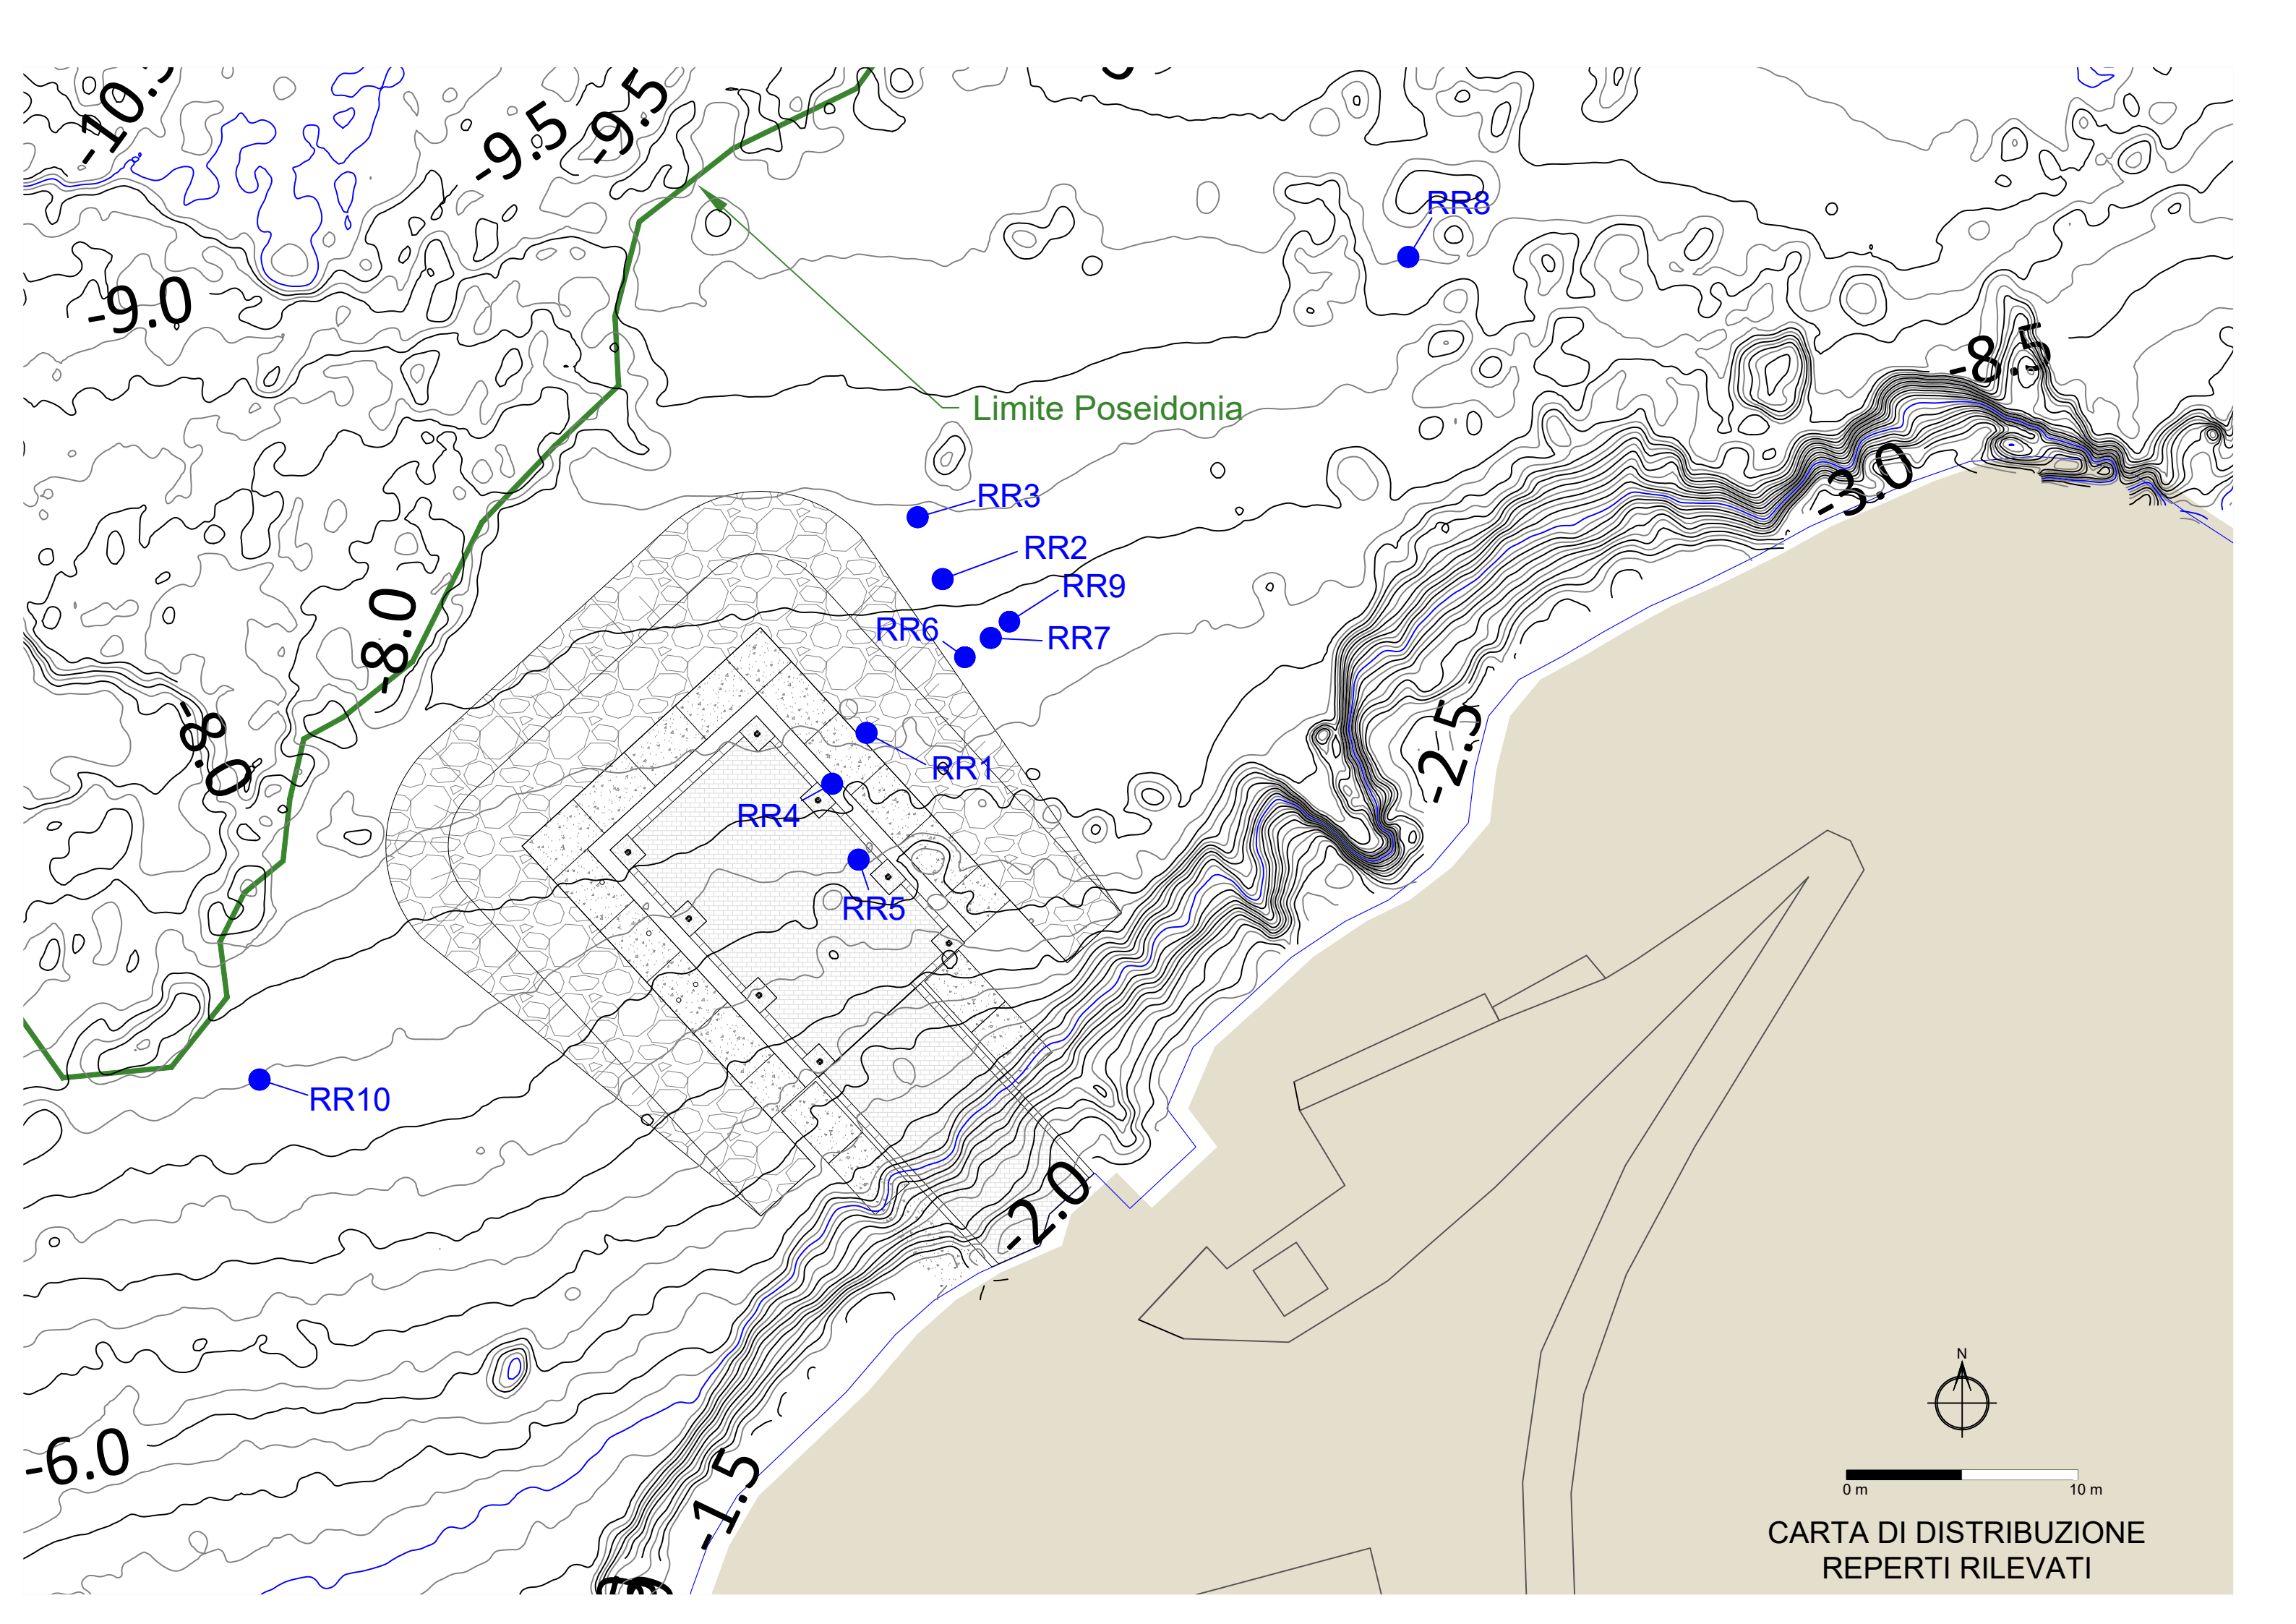 -9.5
-9.5
RR8
-9.0
-8.5
Limite Poseidonia
-3.0
RR3
RR2
RR9
-8.0
RR6
RR7
-8.0
-2.5
RR1
RR4
RR5
RR10
-2.0
N
-6.0
-1.5
0 m
10 m
CARTA DI DISTRIBUZIONE
REPERTI RILEVATI